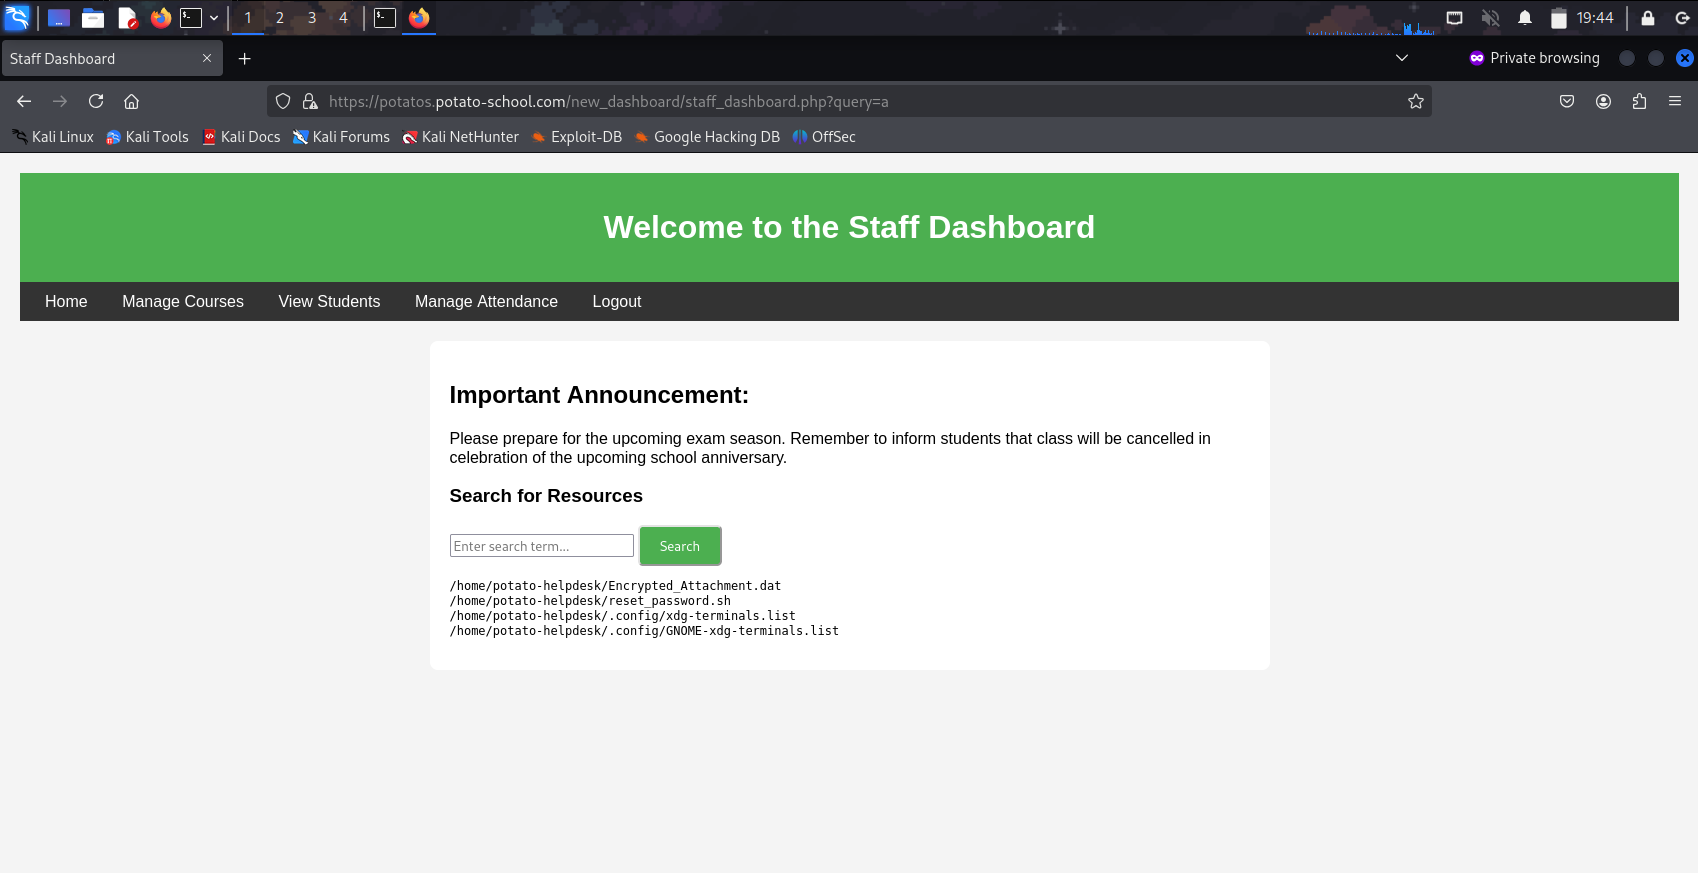 1 2 3 4 19:44
Staff Dashboard Private browsing
https://potatos.potato-school.com/new_dashboard/staff_dashboard.php?query=a
Kali Linux Kali Tools Kali Docs Kali Forums Kali NetHunter Exploit-DB Google Hacking DB OffSec
Welcome to the Staff Dashboard
Home Manage Courses View Students Manage Attendance Logout
Important Announcement:
Please prepare for the upcoming exam season. Remember to inform students that class will be cancelled in
celebration of the upcoming school anniversary.
Search for Resources
Enter search term... Search
/home/potato-helpdesk/Encrypted_Attachment.dat
/home/potato-helpdesk/reset_password.sh
/home/potato-helpdesk/.config/xdg-terminals.list
/home/potato-helpdesk/.config/GNOME-xdg-terminals.list